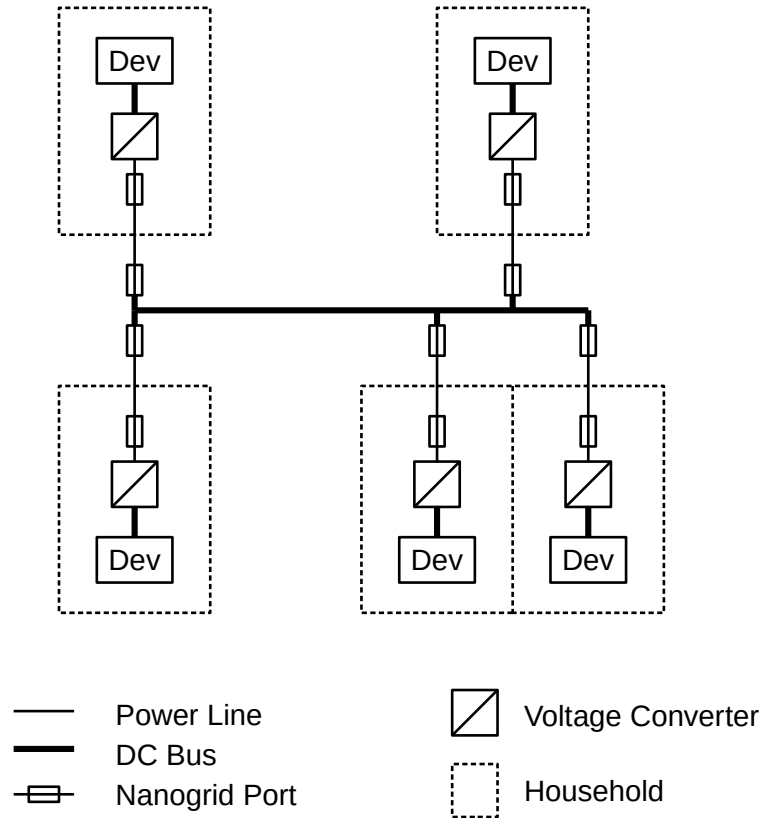 Dev
Dev
Dev
Dev
Dev
Power Line
DC Bus
Nanogrid Port
Voltage Converter
Household